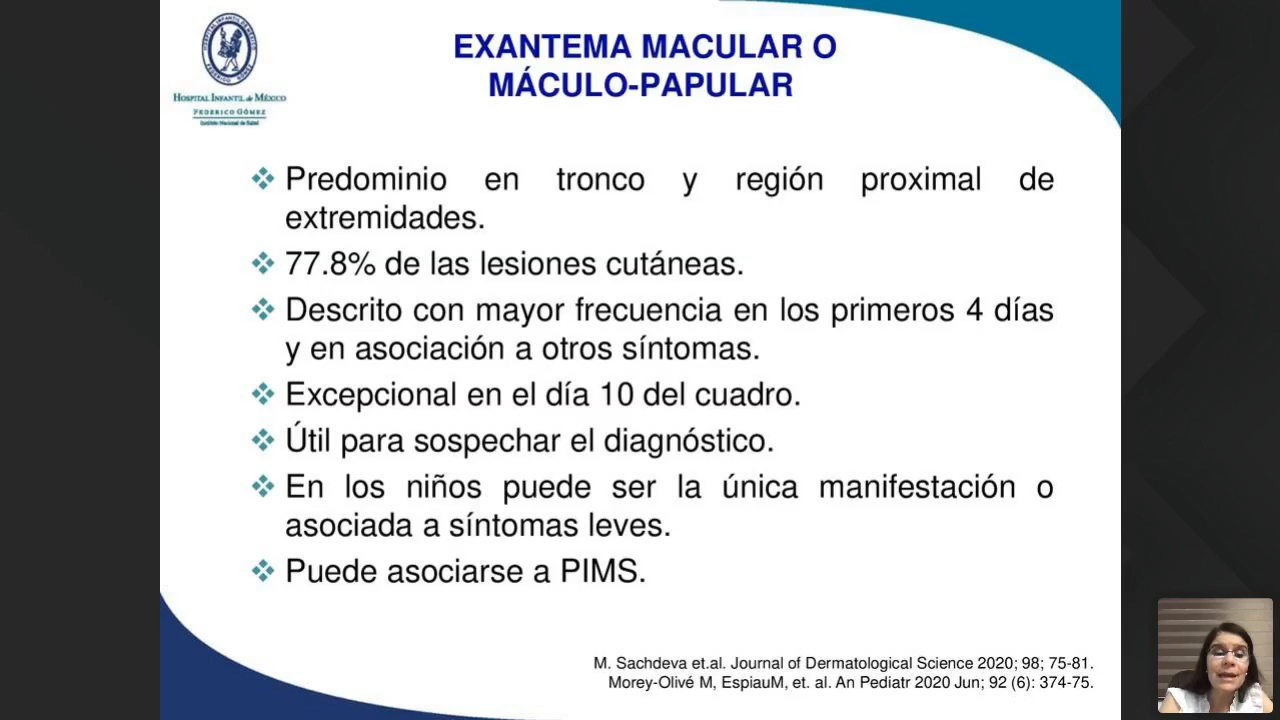 HOSPITAL INFANTIL de MÉXICO
FEDERICO GÓMEZ
Instituto Nacional de Salud
EXANTEMA MACULAR O
MÁCULO-PAPULAR
Predominio en tronco y región proximal de
extremidades.
77.8% de las lesiones cutáneas.
Descrito con mayor frecuencia en los primeros 4 días
y en asociación a otros síntomas.
Excepcional en el día 10 del cuadro.
Útil para sospechar el diagnóstico.
En los niños puede ser la única manifestación o
asociada a síntomas leves.
Puede asociarse a PIMS.
M. Sachdeva et.al. Journal of Dermatological Science 2020; 98; 75-81.
Morey-Olivé M, EspiauM, et. al. An Pediatr 2020 Jun; 92 (6): 374-75.